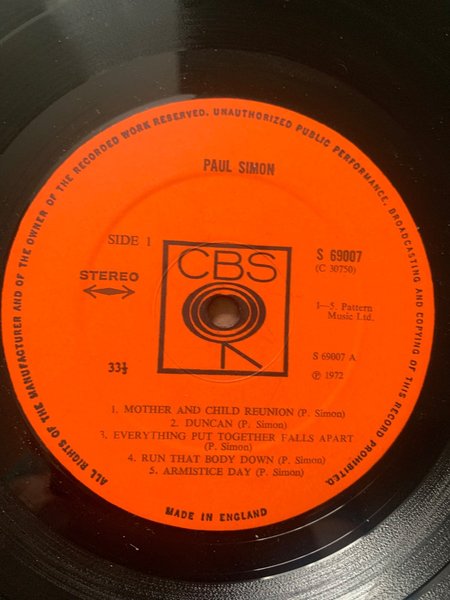 ALL RIGHTS OF THE MANUFACTURER AND OF THE OWNER OF THE RECORDED WORK RESERVED. UNAUTHORIZED PUBLIC PERFORMANCE, BROADCASTING AND COPYING OF THIS RECORD PROHIBITED.
PAUL SIMON
SIDE 1
CBS
S 69007
(C 30750)
STEREO
1—5. Pattern
Music Ltd.
33⅓
S 69007 A
℗ 1972
1. MOTHER AND CHILD REUNION (P. Simon)
2. DUNCAN (P. Simon)
3. EVERYTHING PUT TOGETHER FALLS APART
(P. Simon)
4. RUN THAT BODY DOWN (P. Simon)
5. ARMISTICE DAY (P. Simon)
MADE IN ENGLAND